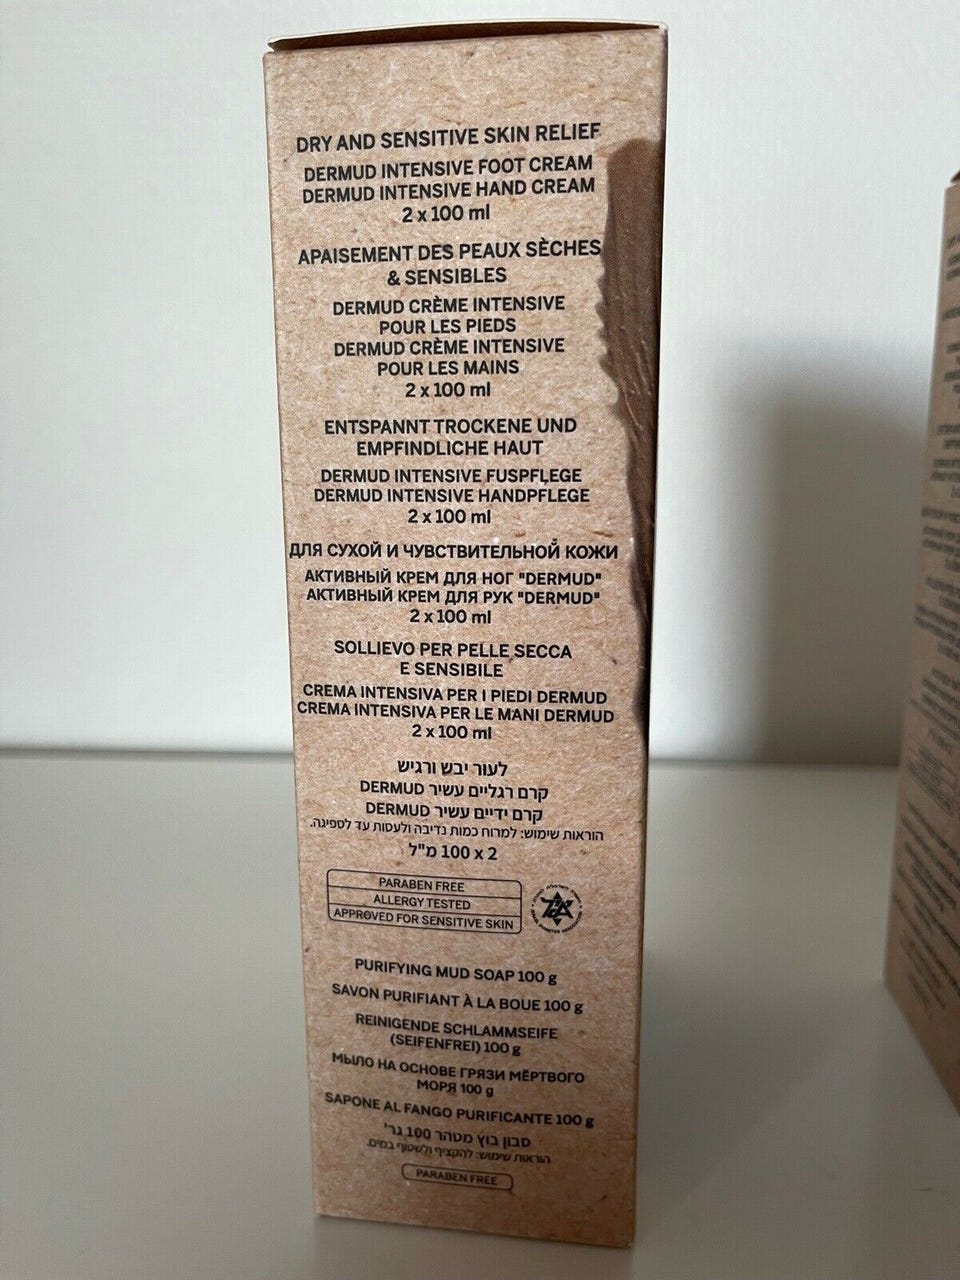 DRY AND SENSITIVE SKIN RELIEF
DERMUD INTENSIVE FOOT CREAM
DERMUD INTENSIVE HAND CREAM
2 x 100 ml
APAISEMENT DES PEAUX SÈCHES
& SENSIBLES
DERMUD CRÈME INTENSIVE
POUR LES PIEDS
DERMUD CRÈME INTENSIVE
POUR LES MAINS
2 x 100 ml
ENTSPANNT TROCKENE UND
EMPFINDLICHE HAUT
DERMUD INTENSIVE FUSPFLEGE
DERMUD INTENSIVE HANDPFLEGE
2 x 100 ml
ДЛЯ СУХОЙ И ЧУВСТВИТЕЛЬНОЙ КОЖИ
АКТИВНЫЙ КРЕМ ДЛЯ НОГ "DERMUD"
АКТИВНЫЙ КРЕМ ДЛЯ РУК "DERMUD"
2 x 100 ml
SOLLIEVO PER PELLE SECCA
E SENSIBILE
CREMA INTENSIVA PER I PIEDI DERMUD
CREMA INTENSIVA PER LE MANI DERMUD
2 x 100 ml
לעור יבש ורגיש
קרם רגליים עשיר DERMUD
קרם ידיים עשיר DERMUD
הוראות שימוש: למרוח כמות נדיבה ולעסות עד לספיגה.
2 x 100 מ"ל
PARABEN FREE
ALLERGY TESTED
APPROVED FOR SENSITIVE SKIN
PURIFYING MUD SOAP 100 g
SAVON PURIFIANT À LA BOUE 100 g
REINIGENDE SCHLAMMSEIFE
(SEIFENFREI) 100 g
МЫЛО НА ОСНОВЕ ГРЯЗИ МЁРТВОГО
МОРЯ 100 g
SAPONE AL FANGO PURIFICANTE 100 g
סבון בוץ מטהר 100 גר'
הוראות שימוש: להקציף ולשטוף במים.
PARABEN FREE